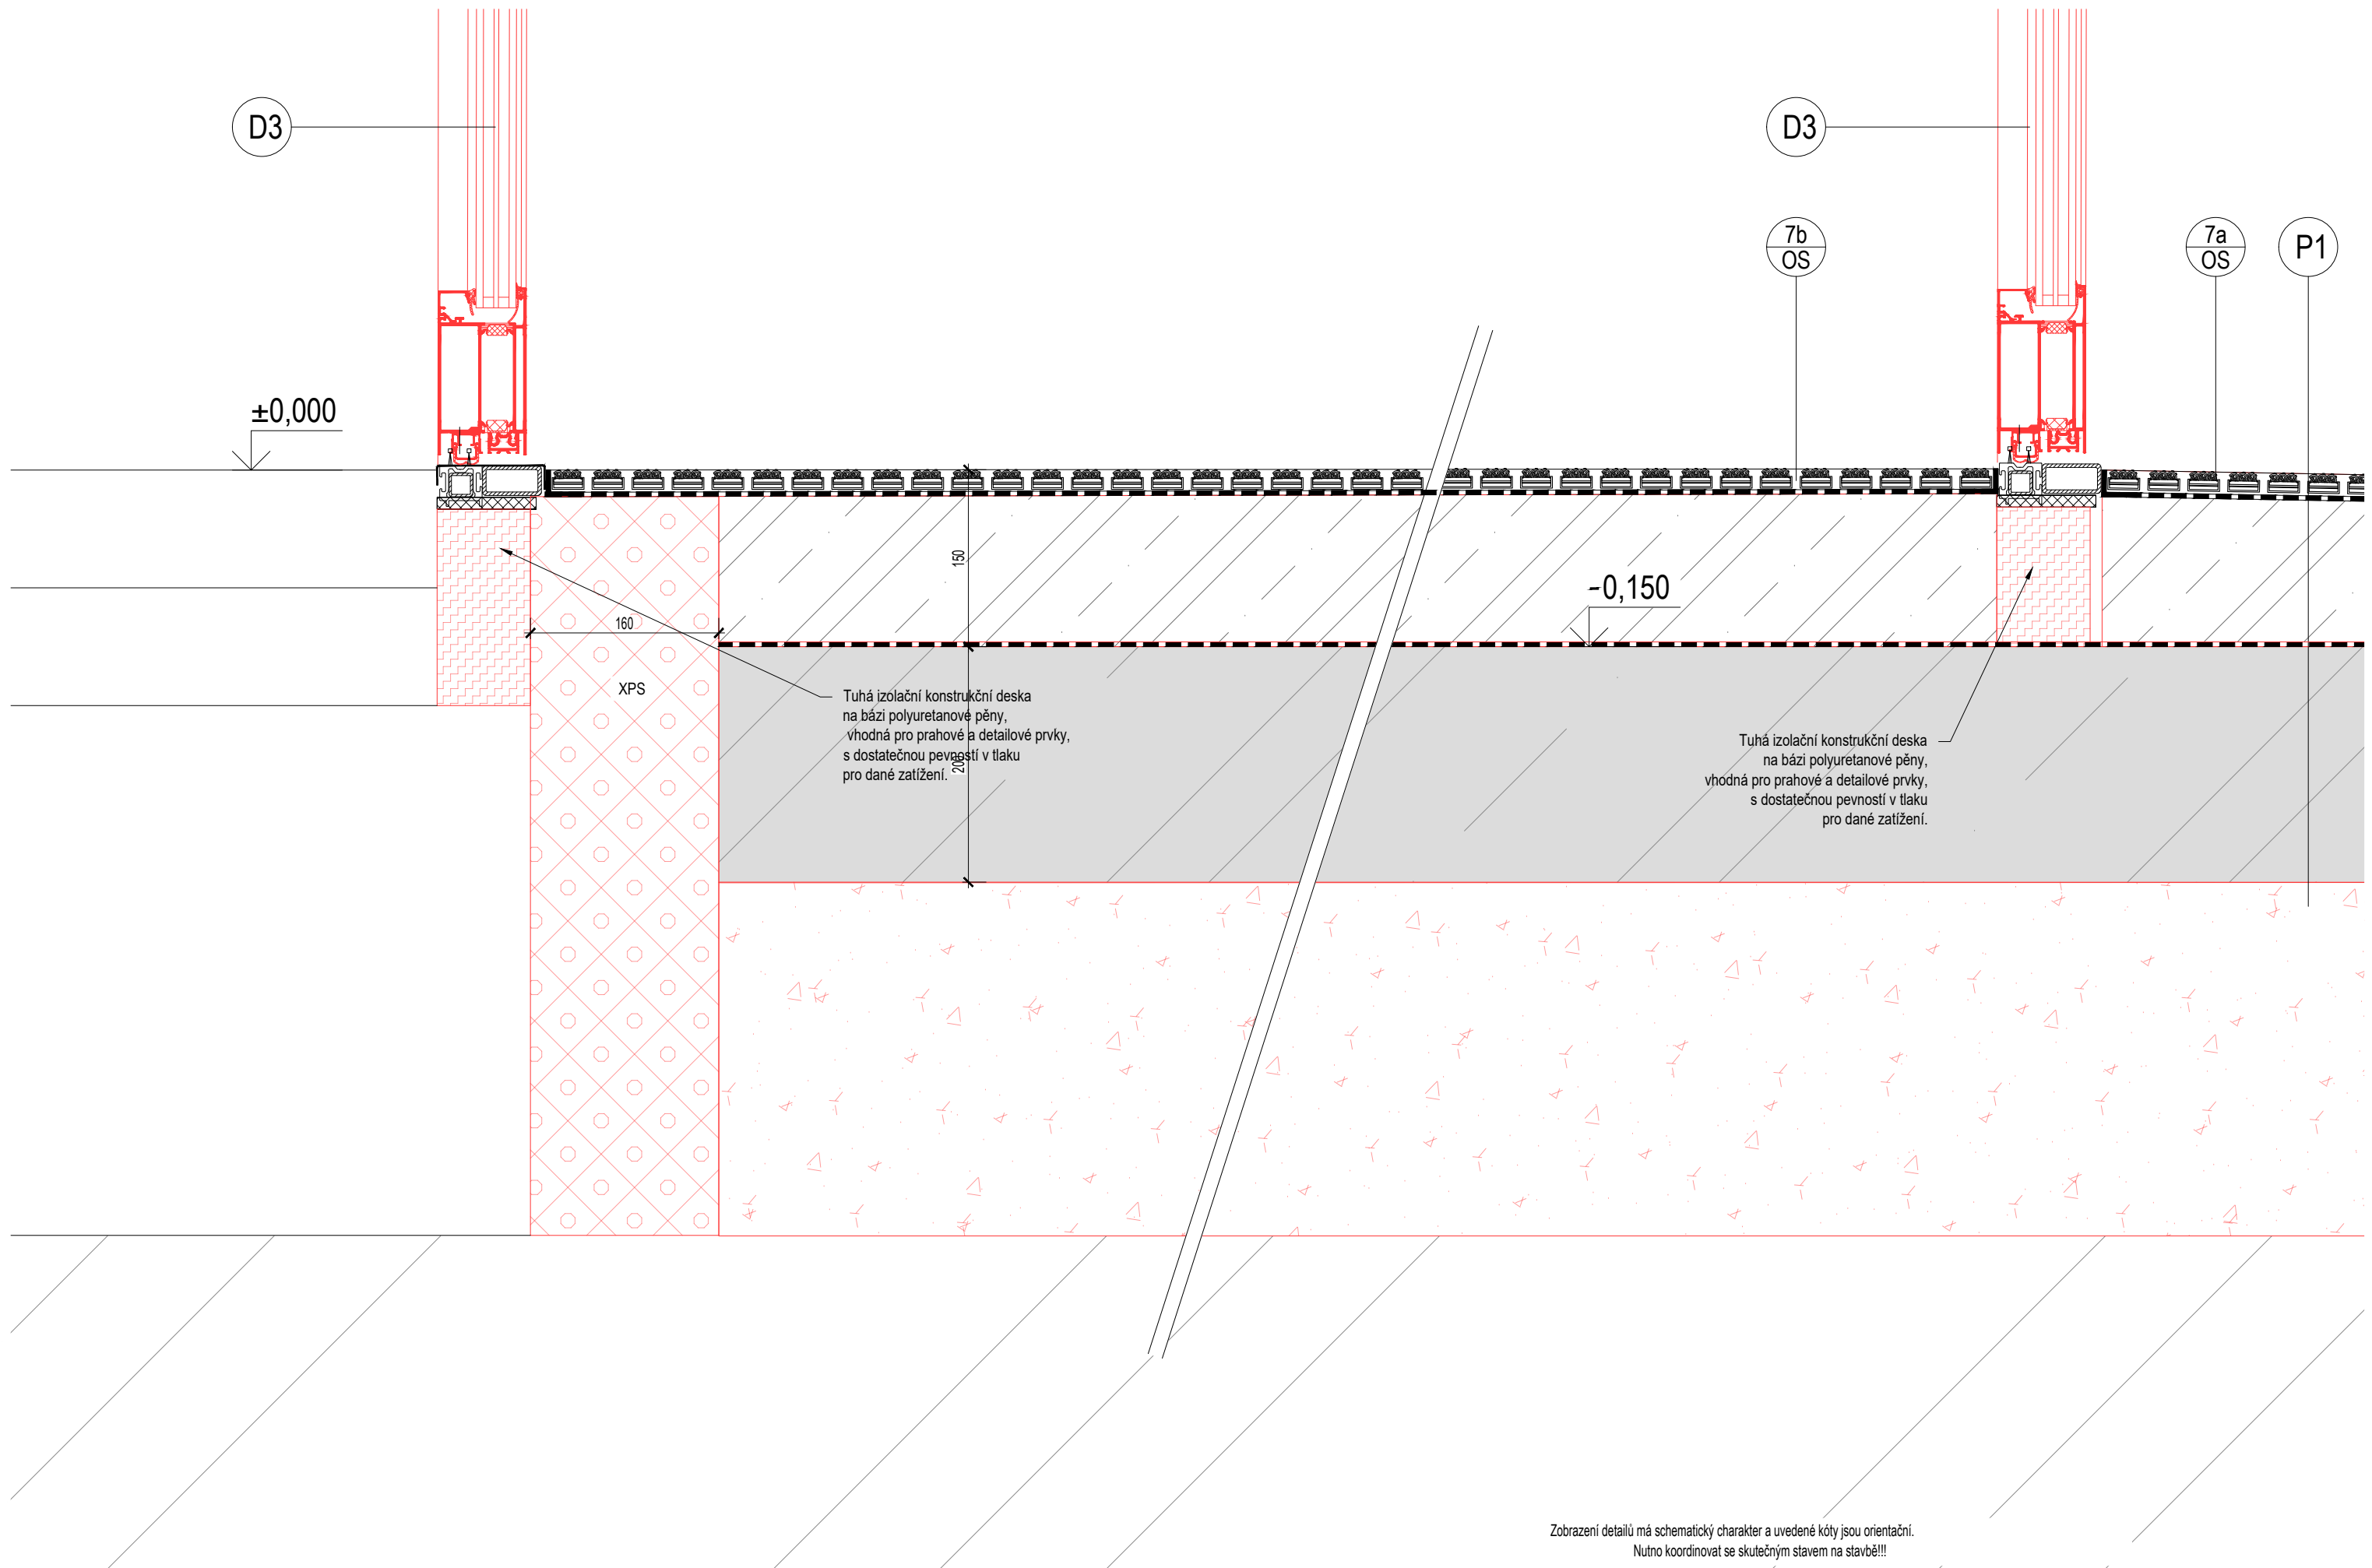 D3
D3
7b
OS
7a
OS
P1
±0,000
150
-0,150
160
XPS
Tuhá izolační konstrukční deska
na bázi polyuretanové pěny,
vhodná pro prahové a detailové prvky,
s dostatečnou pevností v tlaku
pro dané zatížení.
200
Tuhá izolační konstrukční deska
na bázi polyuretanové pěny,
vhodná pro prahové a detailové prvky,
s dostatečnou pevností v tlaku
pro dané zatížení.
Zobrazení detailů má schematický charakter a uvedené kóty jsou orientační.
Nutno koordinovat se skutečným stavem na stavbě!!!